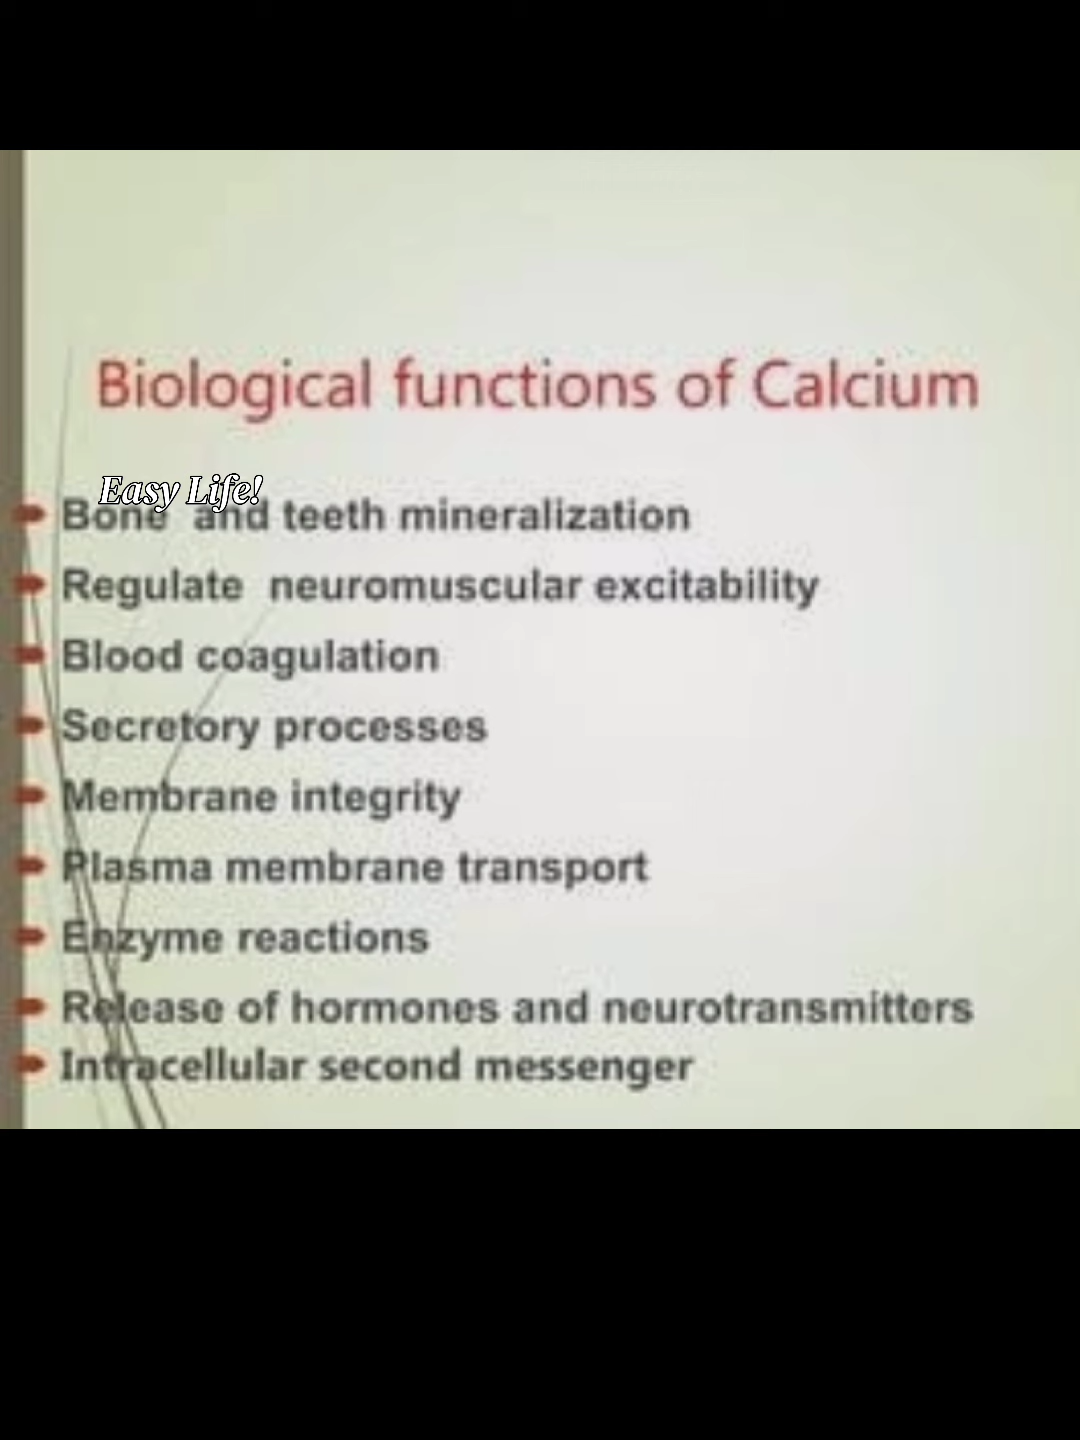 Biological functions of Calcium
Easy Life!
Bone and teeth mineralization
Regulate neuromuscular excitability
Blood coagulation
Secretory processes
Membrane integrity
Plasma membrane transport
Enzyme reactions
Release of hormones and neurotransmitters
Intracellular second messenger